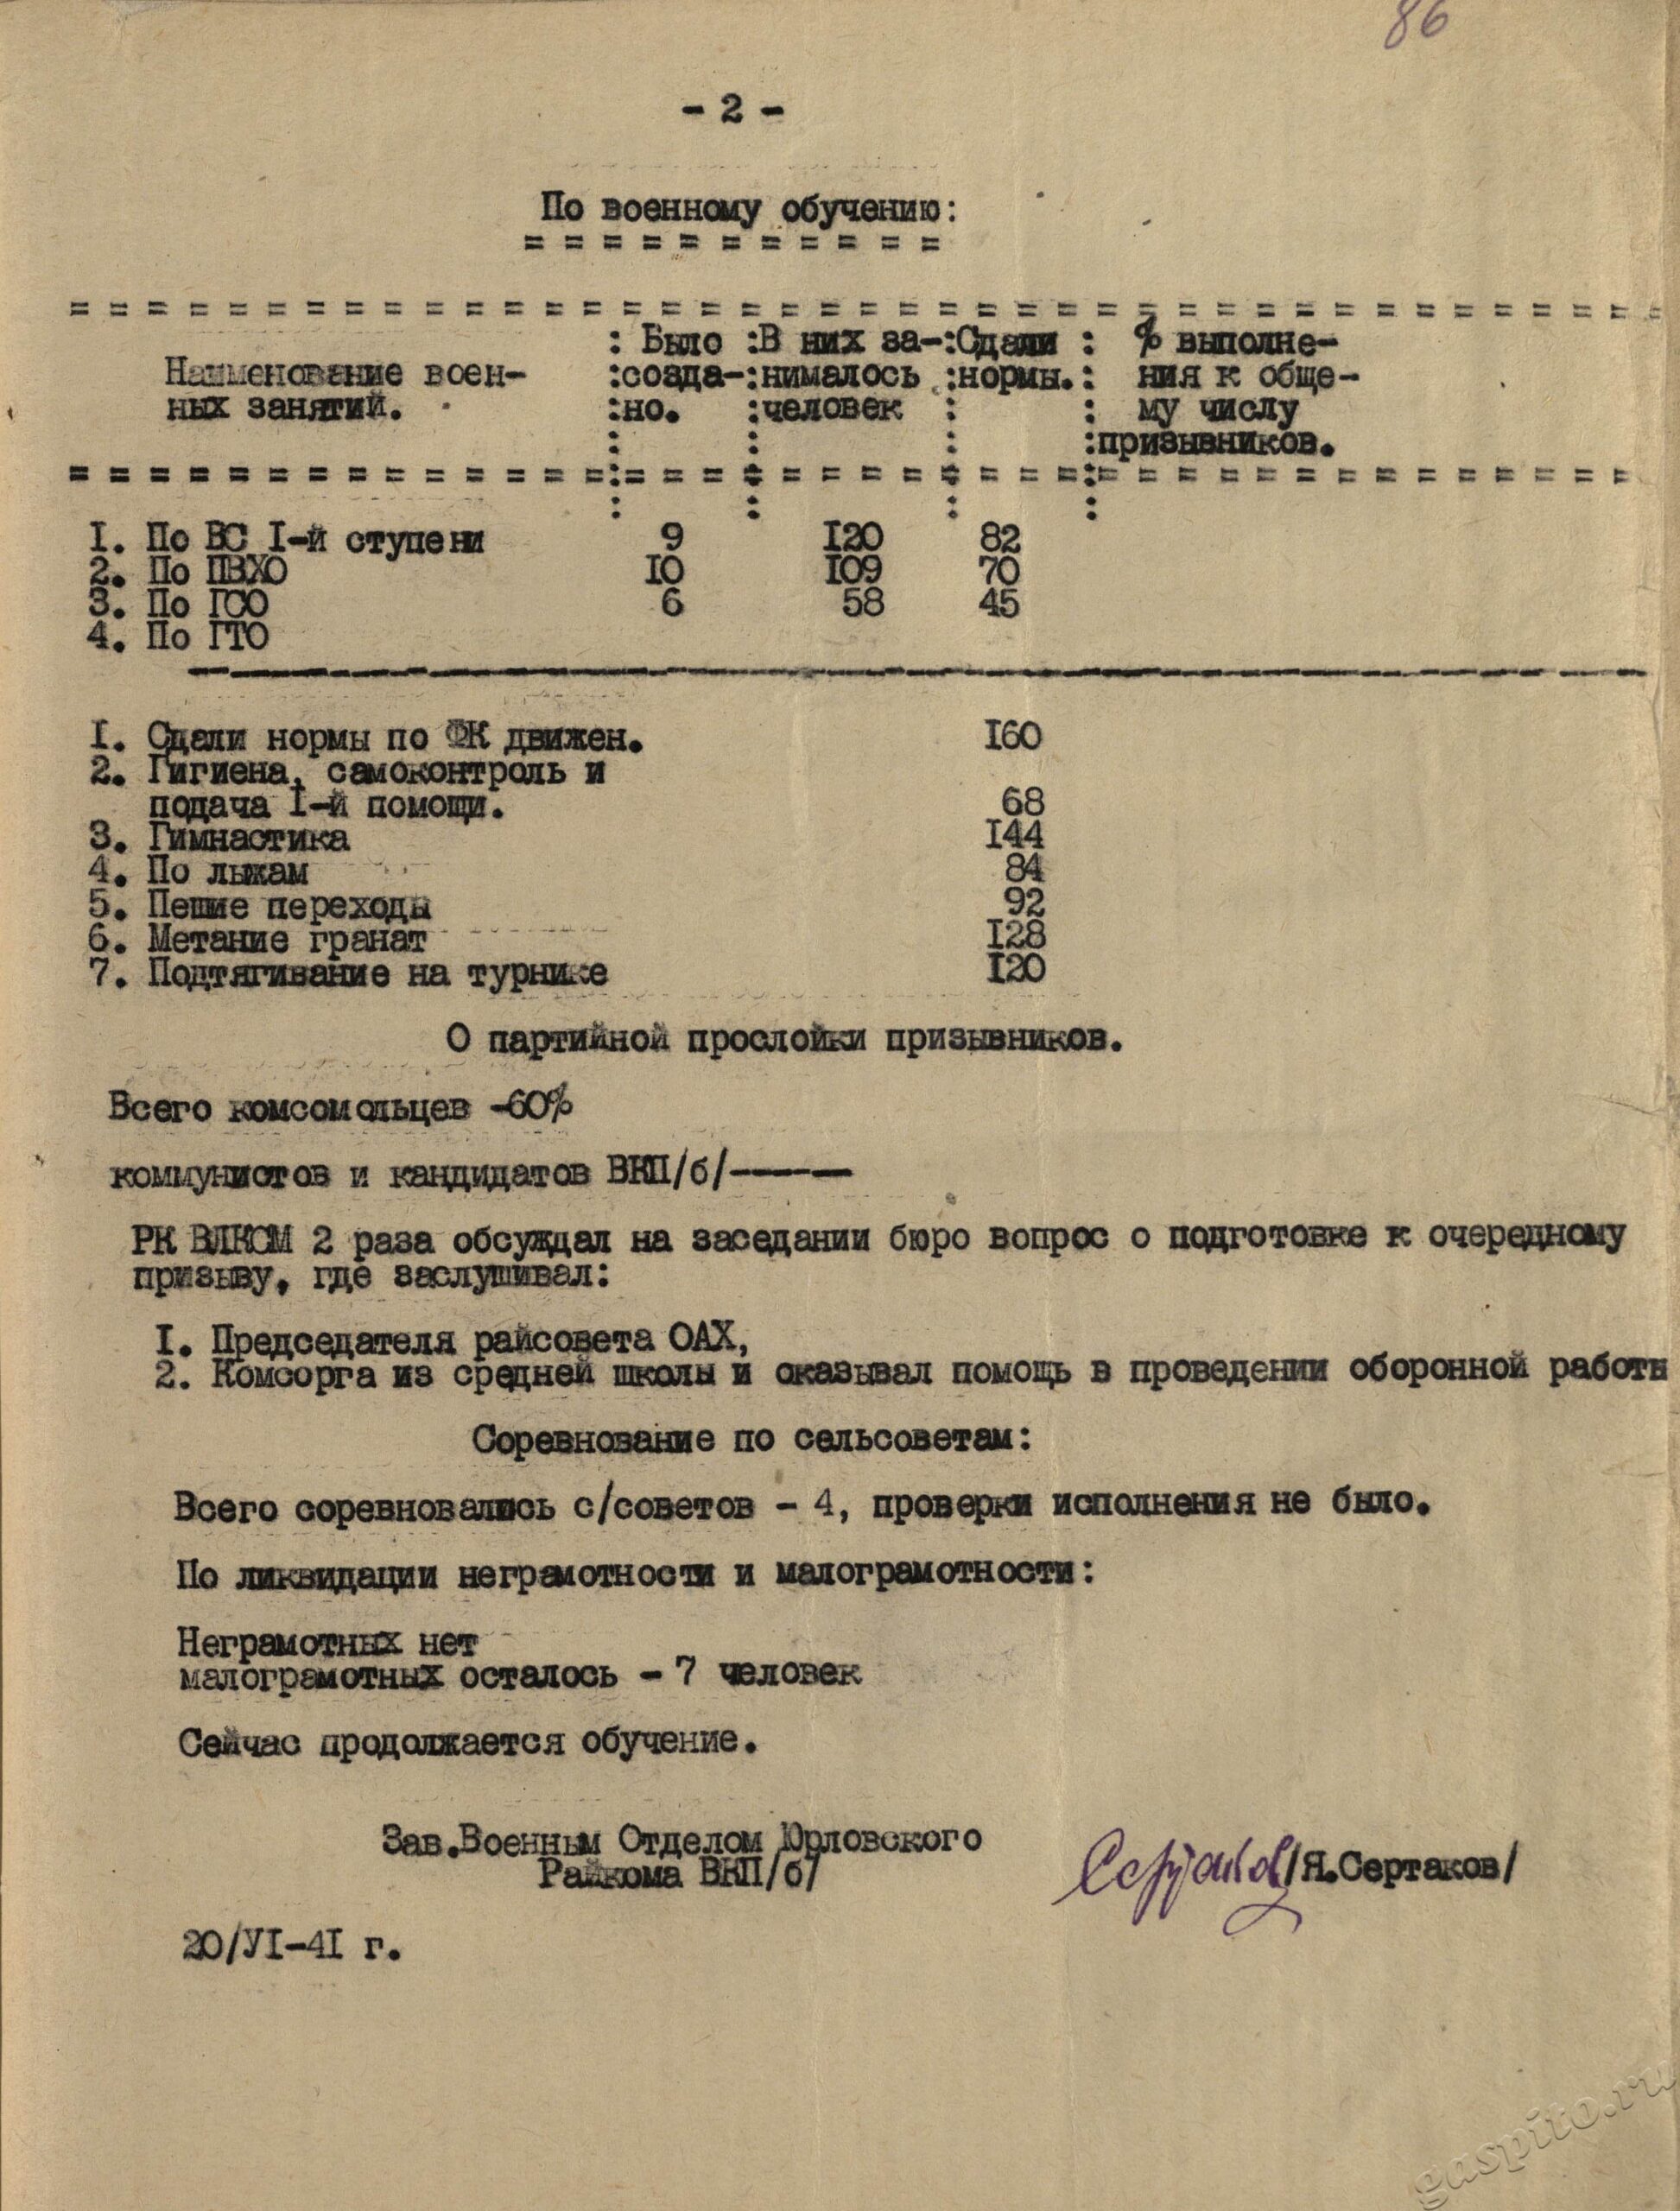 86
- 2 -
По военному обучению:
= = = = = = = = = = =
= = = = = = = = = = = = = = = = = = = = = = = = = = = = = = = = = = = = = = = = =
: Было :В них за-:Сдали : % выполне-
Наименование воен- :созда-:нималось :нормы.: ния к обще-
ных занятий. :но. :человек : : му числу
: : : :призывников.
= = = = = = = = = = = = = = : = = = : = = = = = : = = = : = = = = = = = = = = = = = =
: : : :
I. По ВС I-й ступени 9 I20 82
2. По ПВХО I0 I09 70
3. По ГСО 6 58 45
4. По ГТО
I. Сдали нормы по ФК движен. I60
2. Гигиена, самоконтроль и
подача I-й помощи. 68
3. Гимнастика I44
4. По лыжам 84
5. Пешие переходы 92
6. Метание гранат I28
7. Подтягивание на турнике I20
О партийной прослойки призывников.
Всего комсомольцев -60%
коммунистов и кандидатов ВКП/б/------
РК ВЛКСМ 2 раза обсуждал на заседании бюро вопрос о подготовке к очередному
призыву, где заслушивал:
I. Председателя райсовета ОАХ,
2. Комсорга из средней школы и оказывал помощь в проведении оборонной работы
Соревнование по сельсоветам:
Всего соревновались с/советов - 4, проверки исполнения не было.
По ликвидации неграмотности и малограмотности:
Неграмотных нет
малограмотных осталось - 7 человек
Сейчас продолжается обучение.
Зав.Военным Отделом Юрловского
Райкома ВКП/б/ Сертаков /Я.Сертаков/
20/УI-4I г.
gaspito.ru